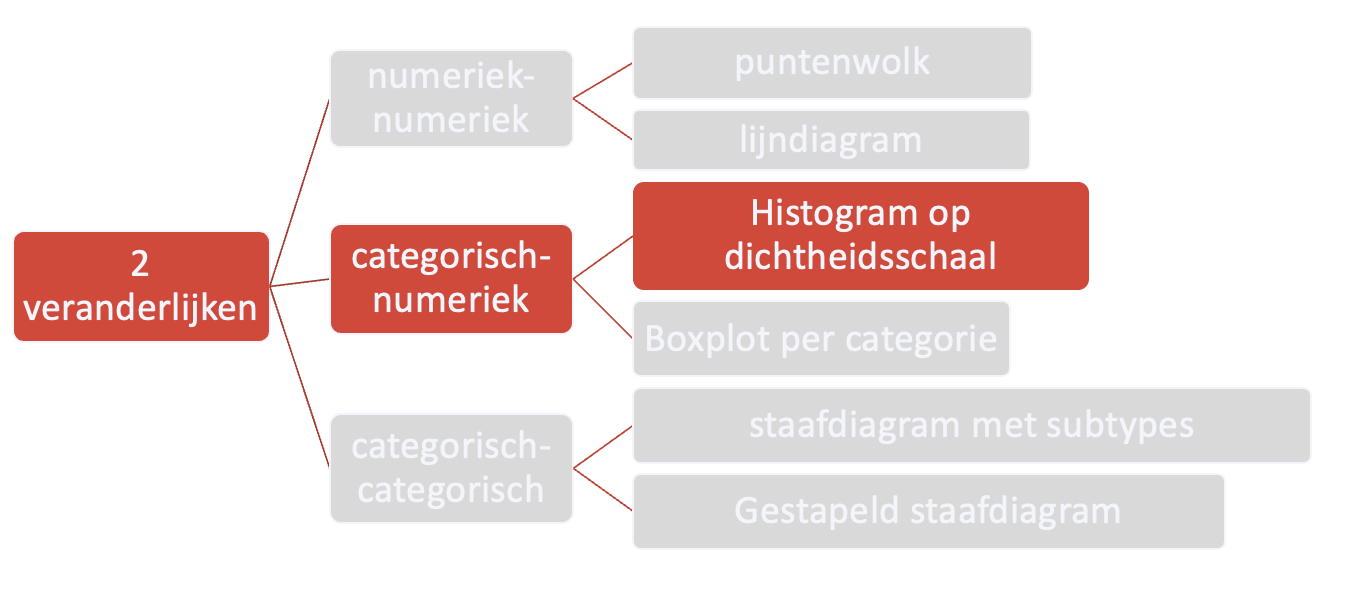 2
veranderlijken
numeriek-
numeriek
puntenwolk
lijndiagram
categorisch-
numeriek
Histogram op
dichtheidsschaal
Boxplot per categorie
categorisch-
categorisch
staafdiagram met subtypes
Gestapeld staafdiagram